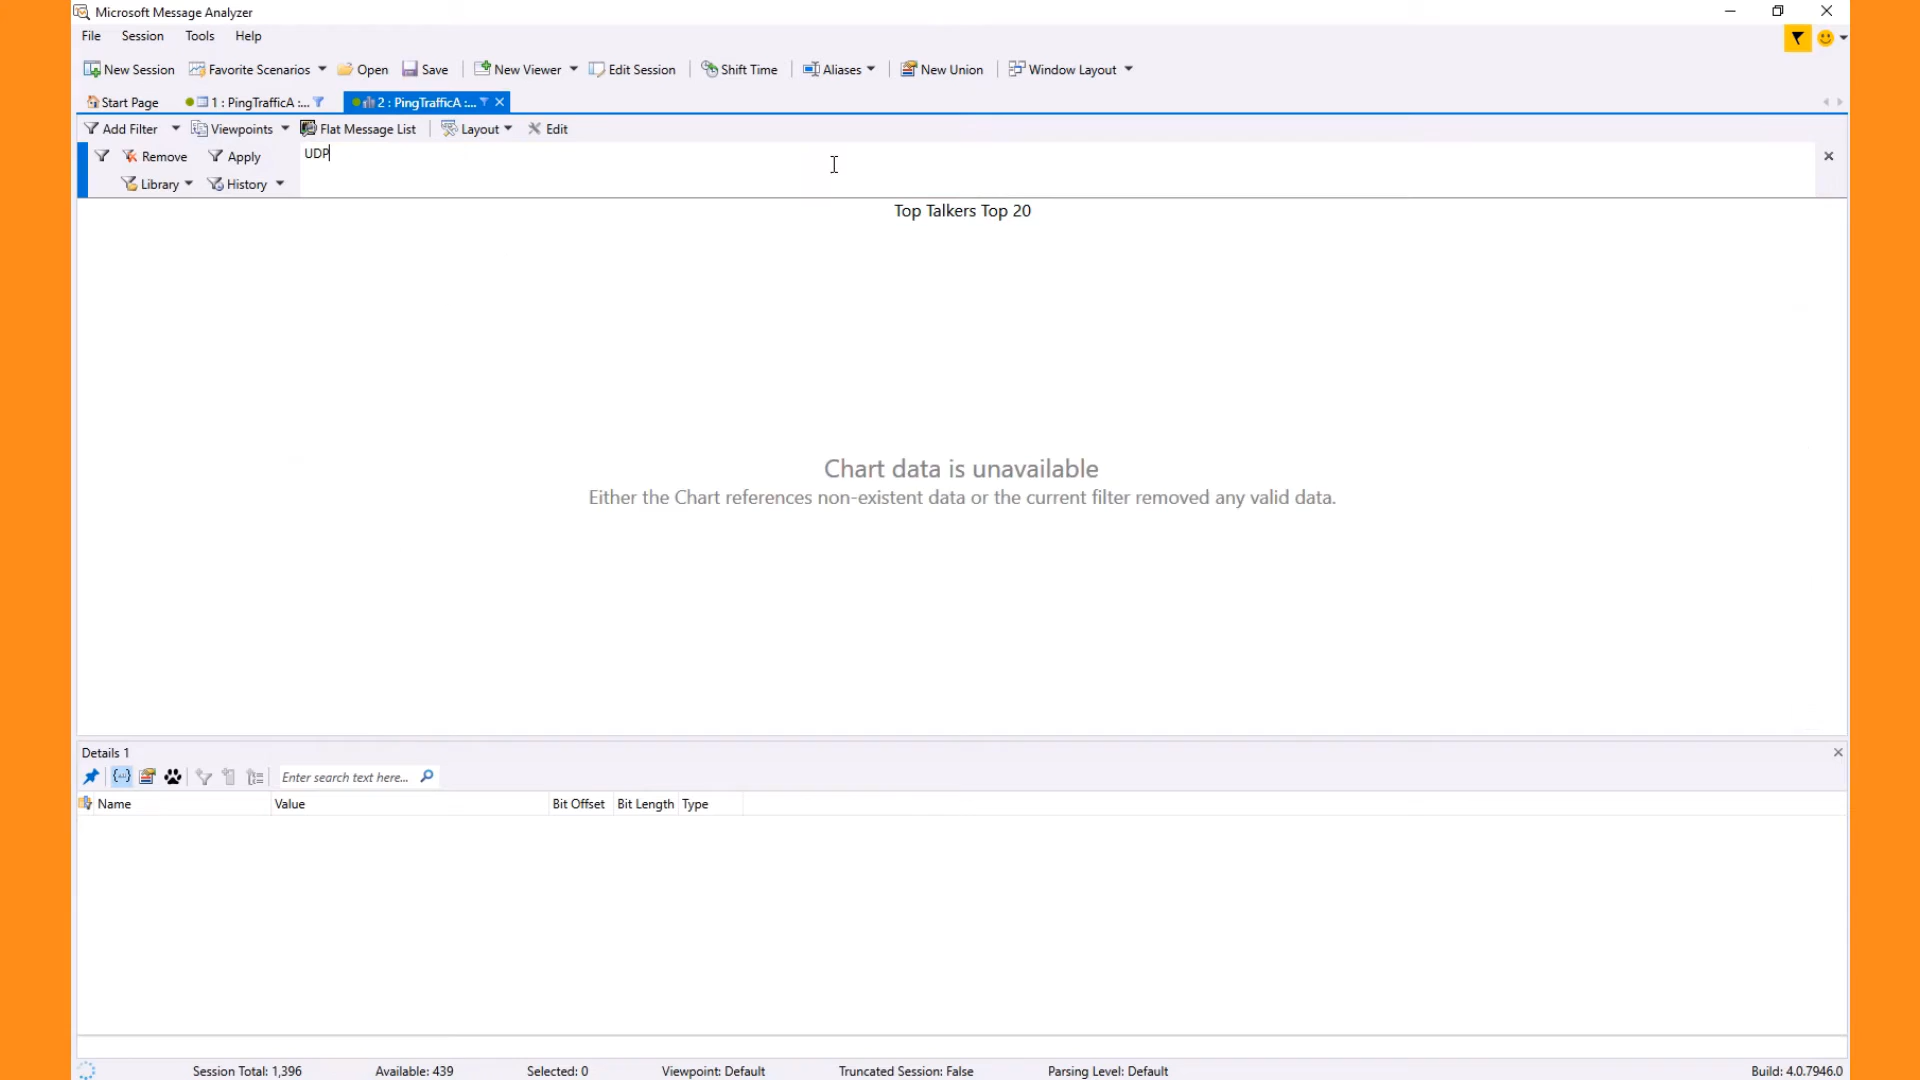 Microsoft Message Analyzer
File Session Tools Help
New Session Favorite Scenarios Open Save New Viewer Edit Session Shift Time Aliases New Union Window Layout
Start Page 1 : PingTrafficA :... 2 : PingTrafficA :...
Add Filter Viewpoints Flat Message List Layout Edit
Remove Apply UDP
Library History
Top Talkers Top 20
Chart data is unavailable
Either the Chart references non-existent data or the current filter removed any valid data.
Details 1
Enter search text here...
Name Value Bit Offset Bit Length Type
Session Total: 1,396 Available: 439 Selected: 0 Viewpoint: Default Truncated Session: False Parsing Level: Default Build: 4.0.7946.0